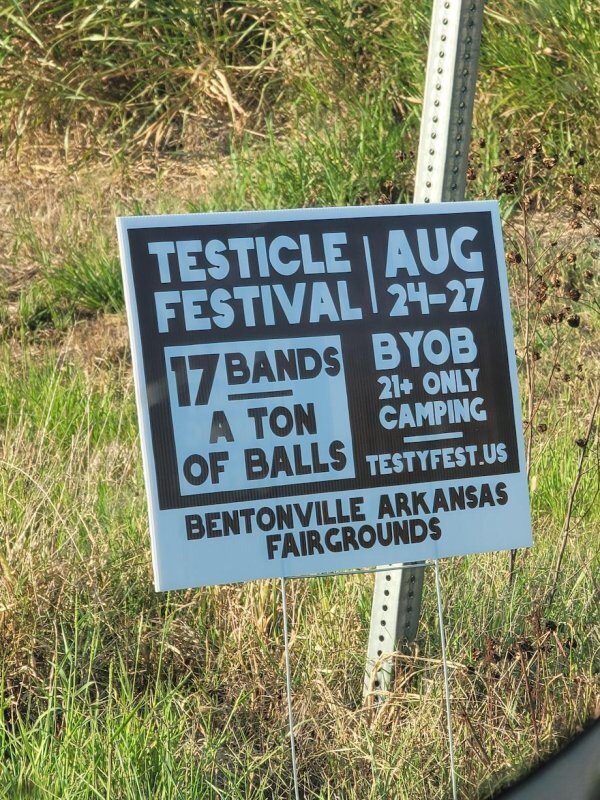 TESTICLE
FESTIVAL
AUG
24-27
17 BANDS
A TON
OF BALLS
BYOB
21+ ONLY
CAMPING
TESTYFEST.US
BENTONVILLE ARKANSAS
FAIRGROUNDS